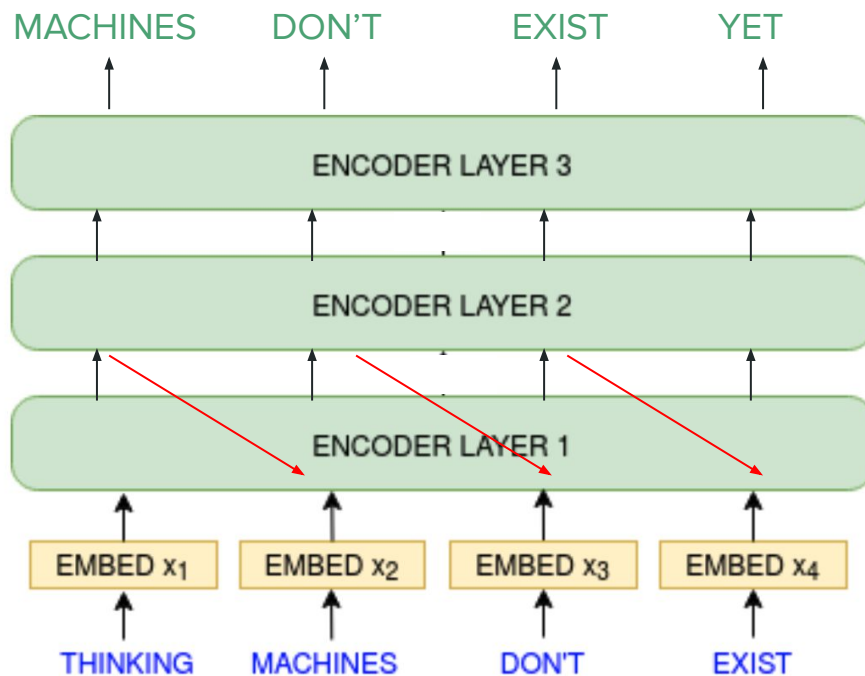 MACHINES DON’T EXIST YET
ENCODER LAYER 3
ENCODER LAYER 2
ENCODER LAYER 1
EMBED x₁ EMBED x₂ EMBED x₃ EMBED x₄
THINKING MACHINES DON'T EXIST